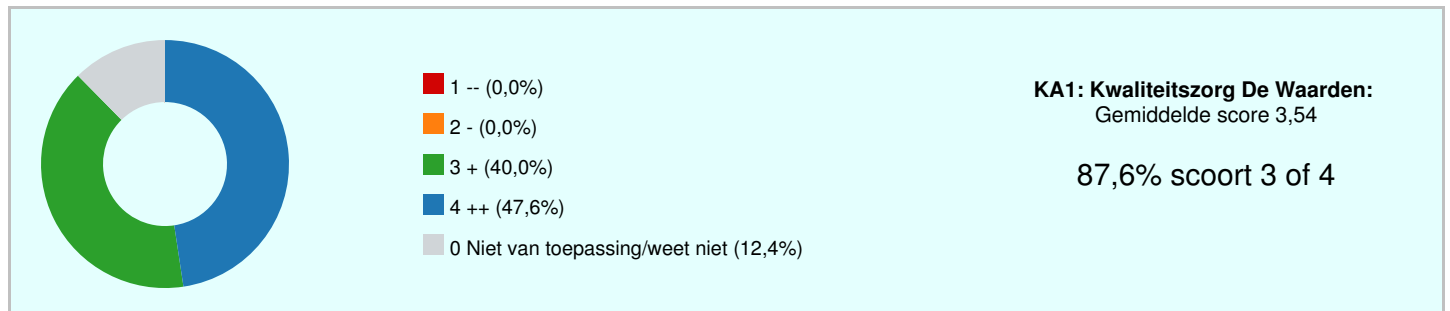 1 -- (0,0%)
2 - (0,0%)
3 + (40,0%)
4 ++ (47,6%)
0 Niet van toepassing/weet niet (12,4%)
KA1: Kwaliteitszorg De Waarden:
Gemiddelde score 3,54
87,6% scoort 3 of 4